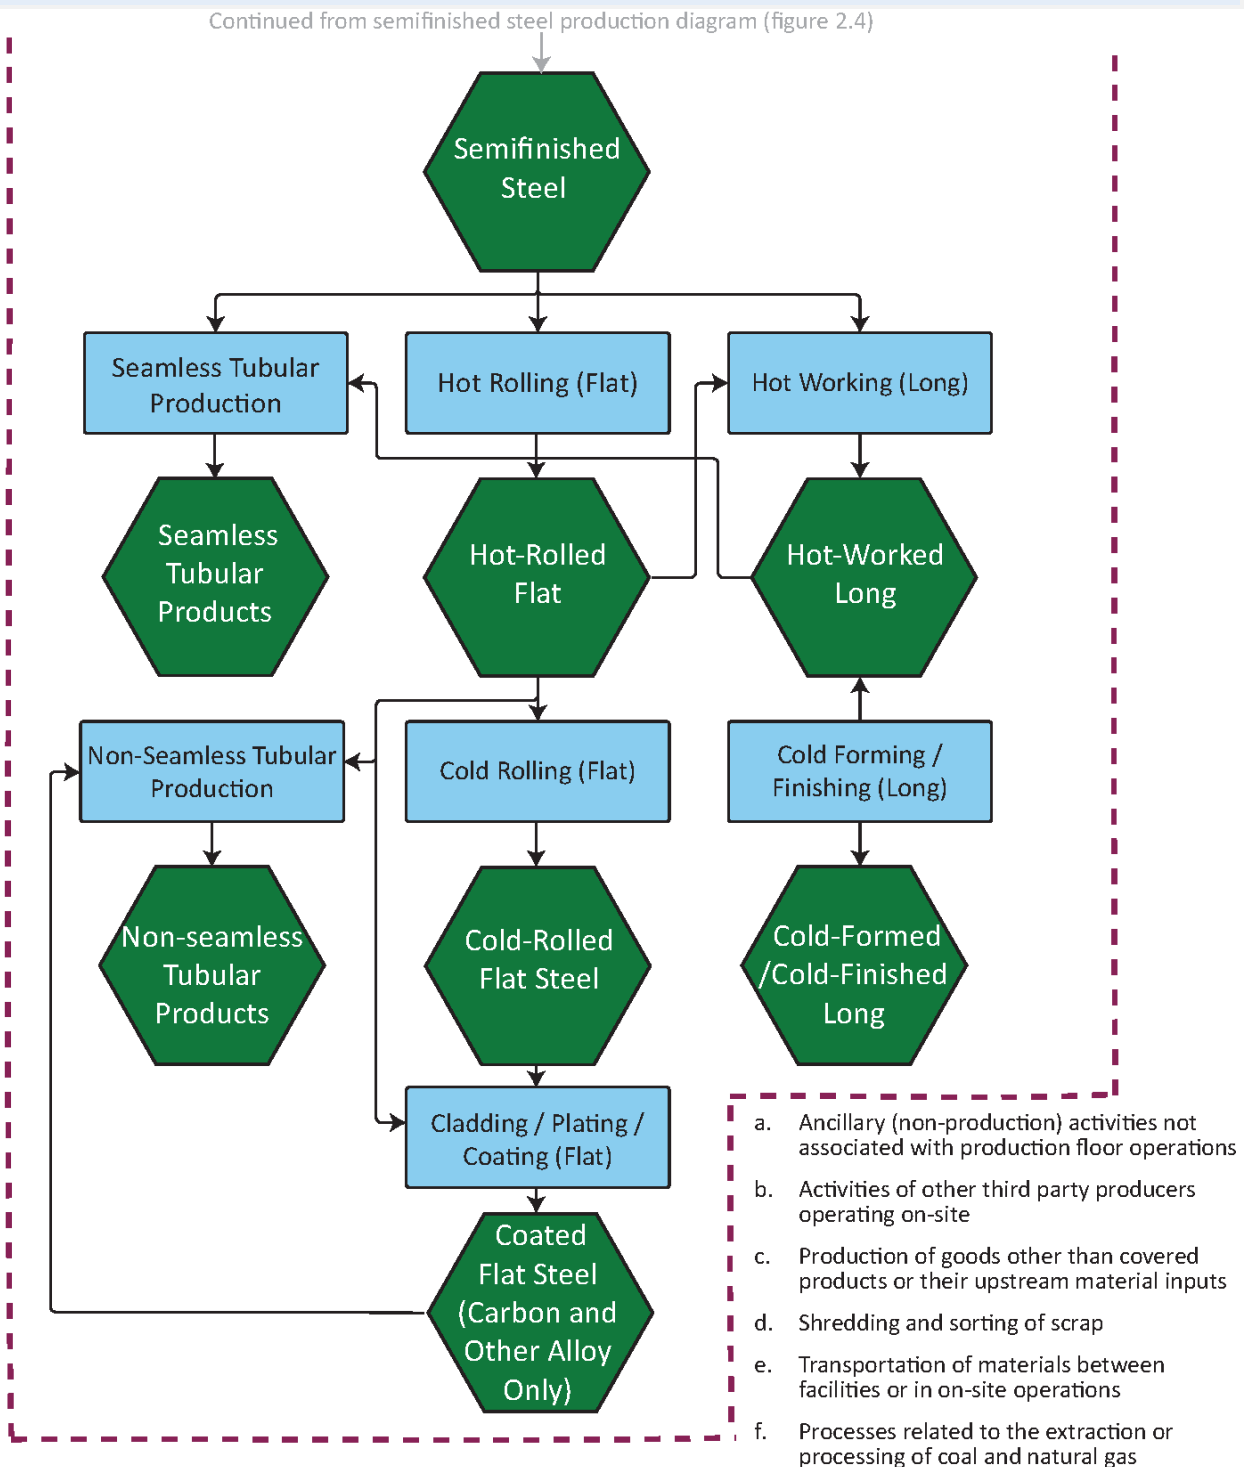 Continued from semifinished steel production diagram (figure 2.4)
Semifinished
Steel
Seamless Tubular
Production
Hot Rolling (Flat)
Hot Working (Long)
Seamless
Tubular
Products
Hot-Rolled
Flat
Hot-Worked
Long
Non-Seamless Tubular
Production
Cold Rolling (Flat)
Cold Forming /
Finishing (Long)
Non-seamless
Tubular
Products
Cold-Rolled
Flat Steel
Cold-Formed
/Cold-Finished
Long
Cladding / Plating /
Coating (Flat)
Coated
Flat Steel
(Carbon and
Other Alloy
Only)
a. Ancillary (non-production) activities not
associated with production floor operations
b. Activities of other third party producers
operating on-site
c. Production of goods other than covered
products or their upstream material inputs
d. Shredding and sorting of scrap
e. Transportation of materials between
facilities or in on-site operations
f. Processes related to the extraction or
processing of coal and natural gas